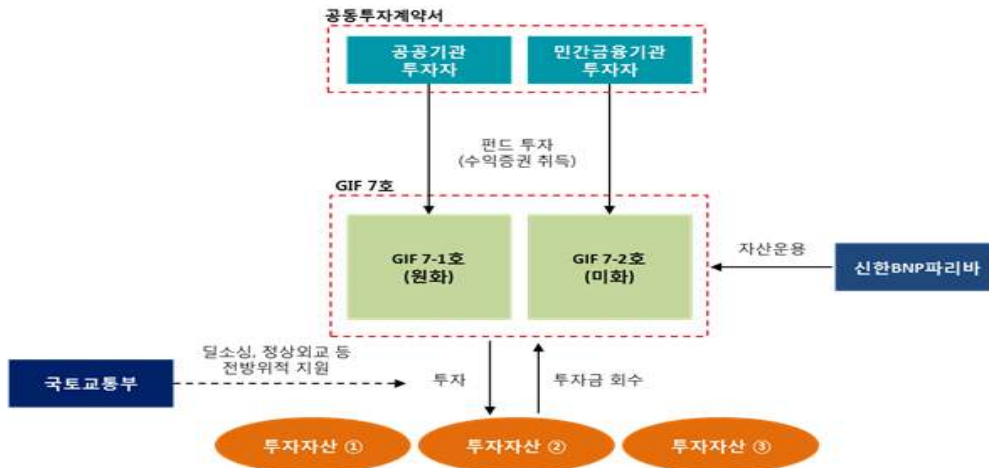 공동투자계약서
공공기관
투자자
민간금융기관
투자자
펀드 투자
(수익증권 취득)
GIF 7호
GIF 7-1호
(원화)
GIF 7-2호
(미화)
자산운용
신한BNP파리바
딜소싱, 정상외교 등
전방위적 지원
국토교통부
투자
투자금 회수
투자자산 ①
투자자산 ②
투자자산 ③